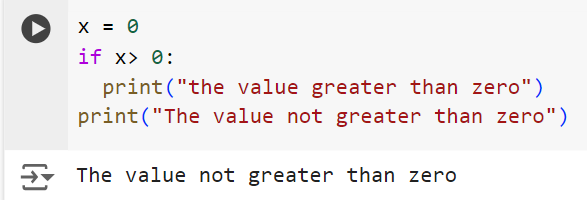 x = 0
if x> 0:
  print("the value greater than zero")
print("The value not greater than zero")
The value not greater than zero